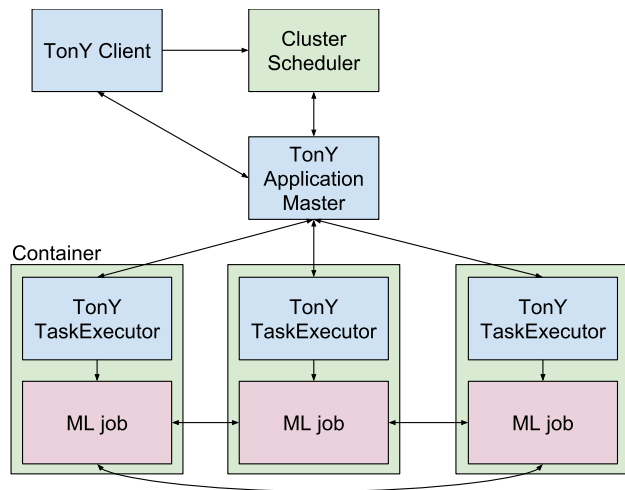 TonY Client
Cluster
Scheduler
TonY
Application
Master
Container
TonY
TaskExecutor
TonY
TaskExecutor
TonY
TaskExecutor
ML job
ML job
ML job